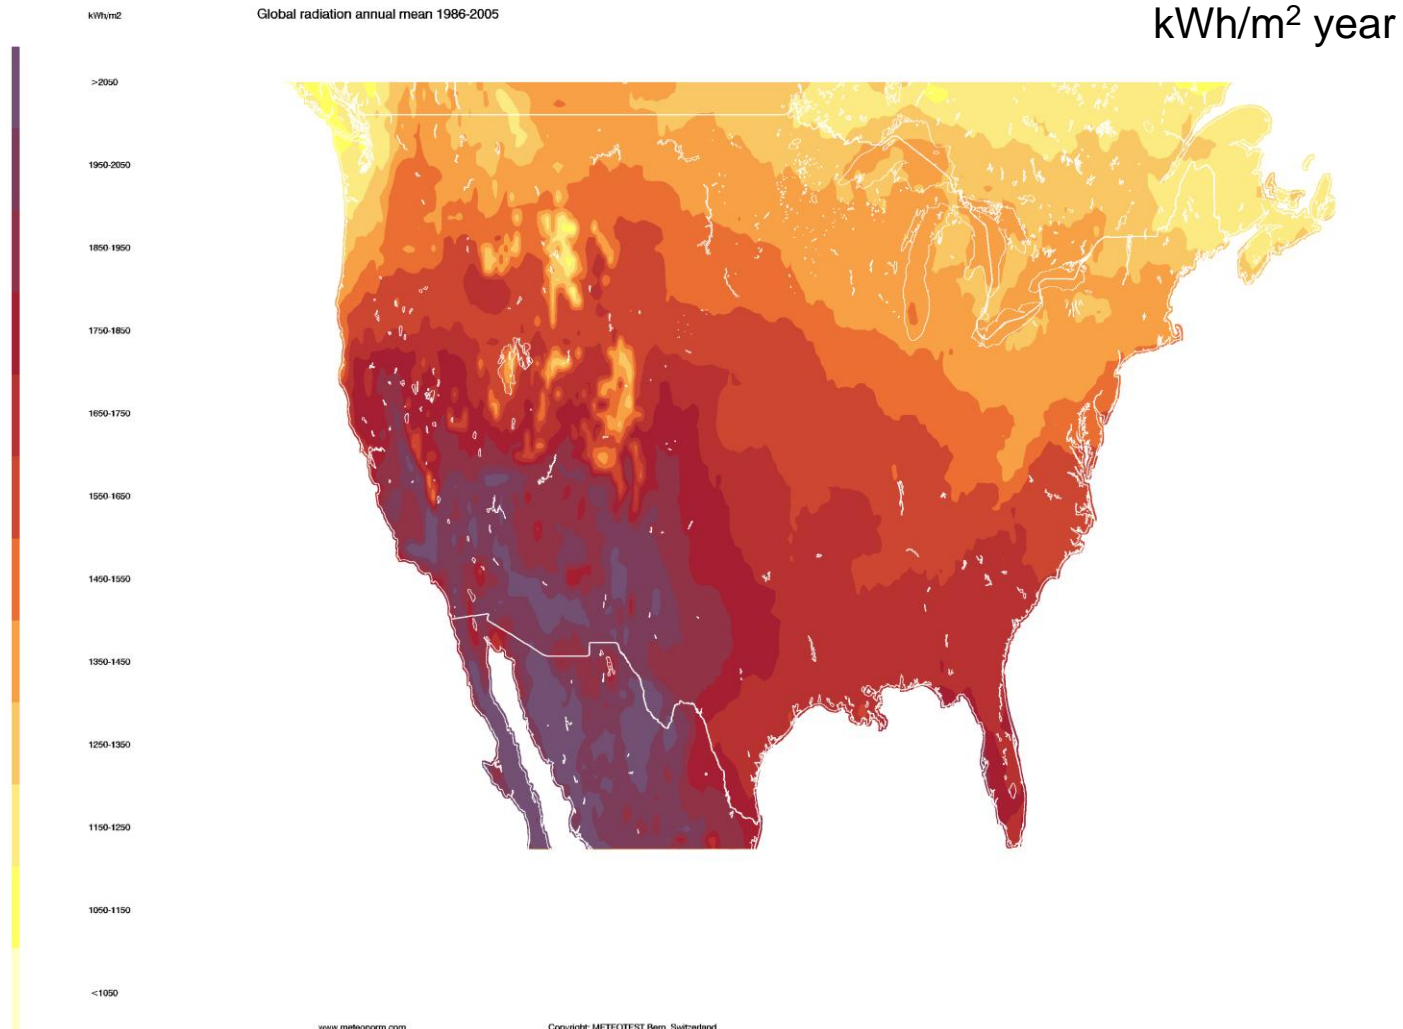 kWh/m2
Global radiation annual mean 1986-2005
kWh/m² year
>2050
1950-2050
1850-1950
1750-1850
1650-1750
1550-1650
1450-1550
1350-1450
1250-1350
1150-1250
1050-1150
<1050
www.meteonorm.com
Copyright: METEOTEST Bern, Switzerland